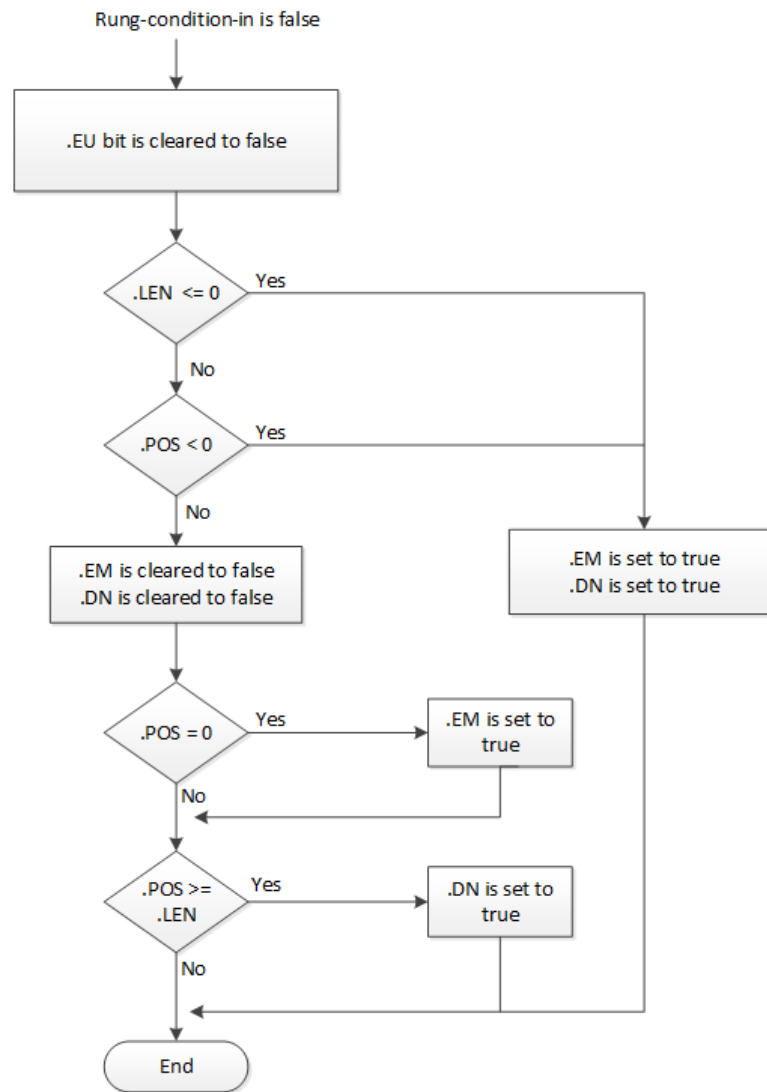 Rung-condition-in is false
.EU bit is cleared to false
.LEN <= 0
Yes
No
.POS < 0
Yes
No
.EM is cleared to false
.DN is cleared to false
.EM is set to true
.DN is set to true
.POS = 0
Yes
.EM is set to
true
No
.POS >=
.LEN
Yes
.DN is set to
true
No
End